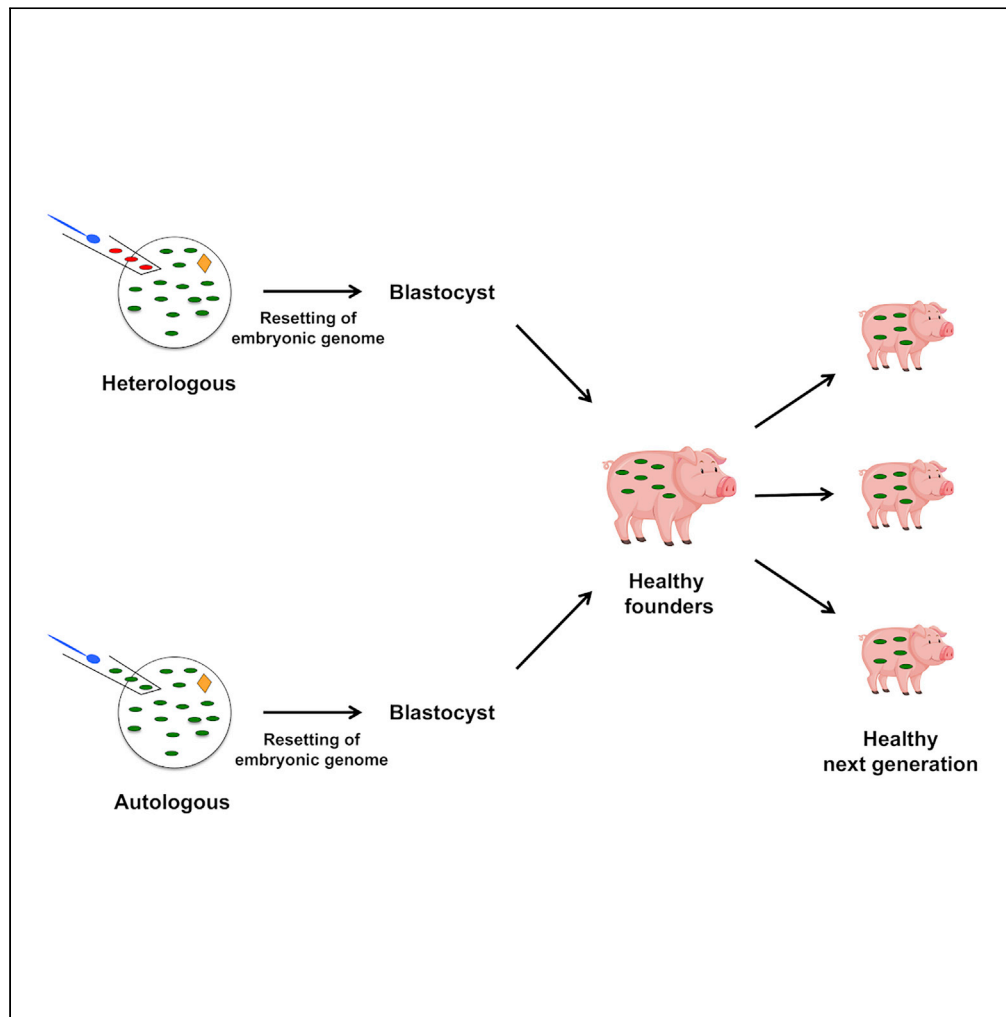 Heterologous
Resetting of
embryonic genome
Blastocyst
Autologous
Resetting of
embryonic genome
Blastocyst
Healthy
founders
Healthy
next generation